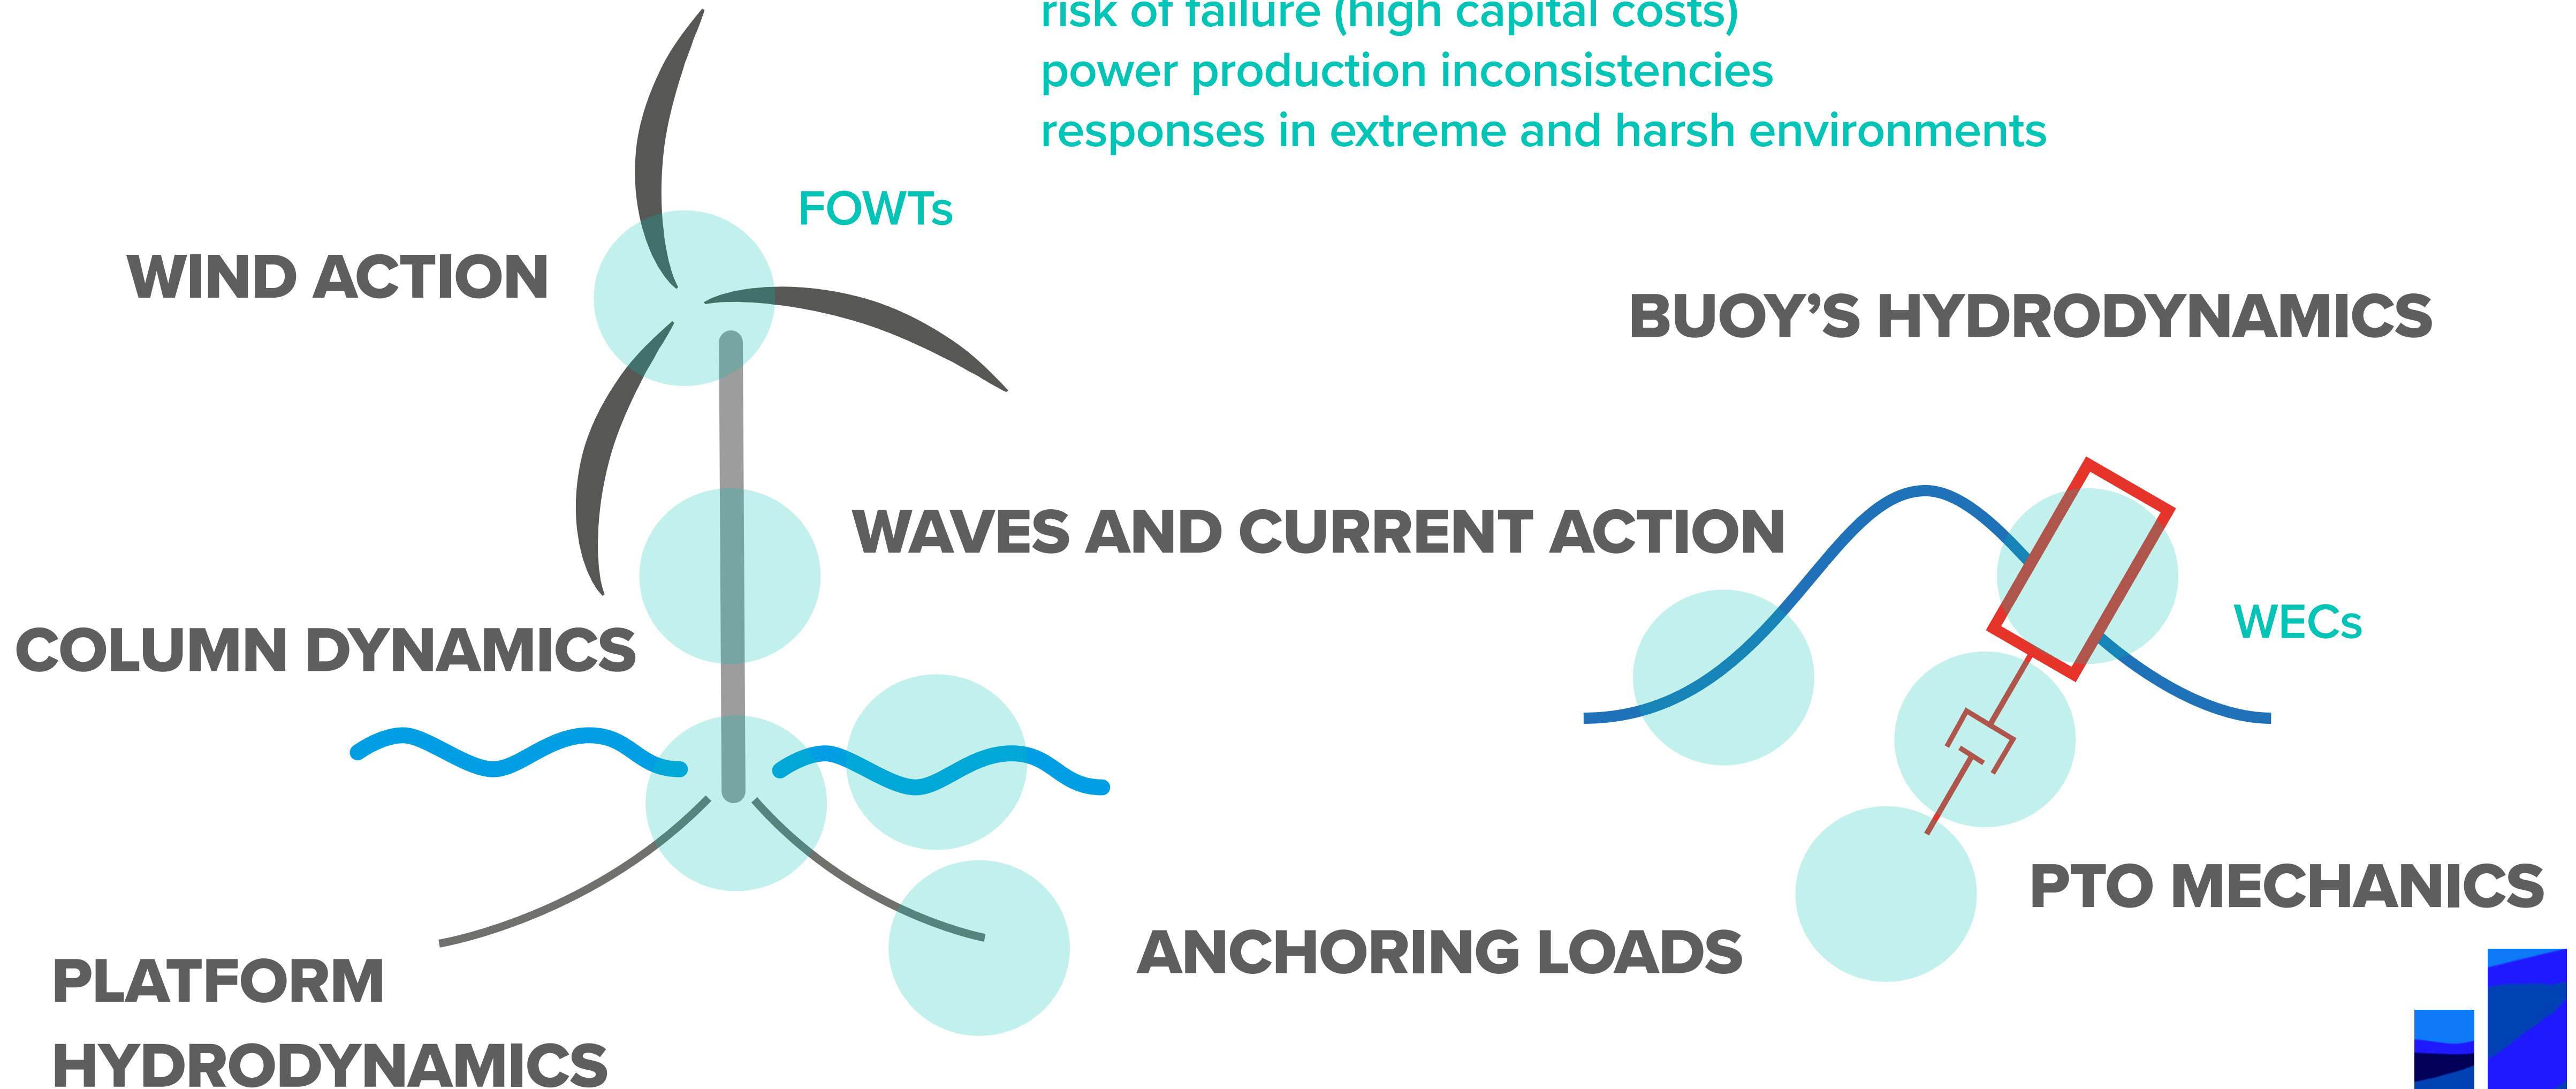 risk of failure (high capital costs)
power production inconsistencies
responses in extreme and harsh environments
FOWTs
WIND ACTION
BUOY’S HYDRODYNAMICS
WAVES AND CURRENT ACTION
WECs
COLUMN DYNAMICS
PTO MECHANICS
ANCHORING LOADS
PLATFORM
HYDRODYNAMICS